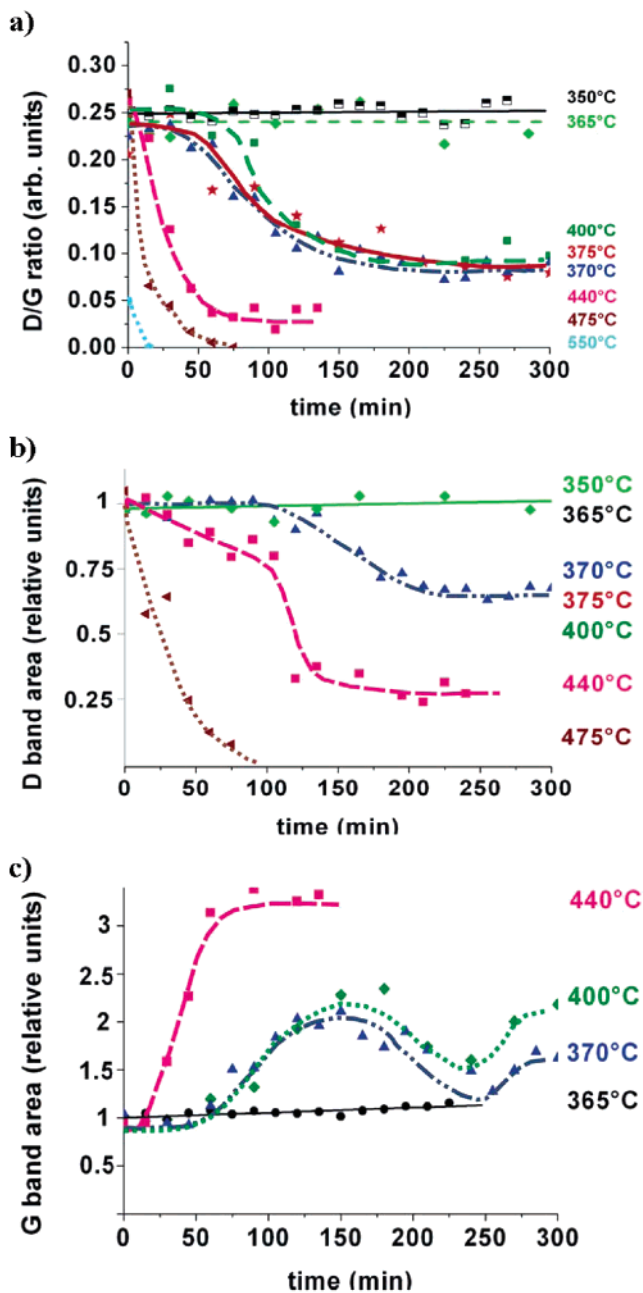 a)
D/G ratio (arb. units)
0.30
0.25
0.20
0.15
0.10
0.05
0.00
0 50 100 150 200 250 300
time (min)
350°C
365°C
400°C
375°C
370°C
440°C
475°C
550°C
b)
D band area (relative units)
1
0.75
0.5
0.25
0 50 100 150 200 250 300
time (min)
350°C
365°C
370°C
375°C
400°C
440°C
475°C
c)
G band area (relative units)
3
2.5
2
1.5
1
0.5
0 50 100 150 200 250 300
time (min)
440°C
400°C
370°C
365°C